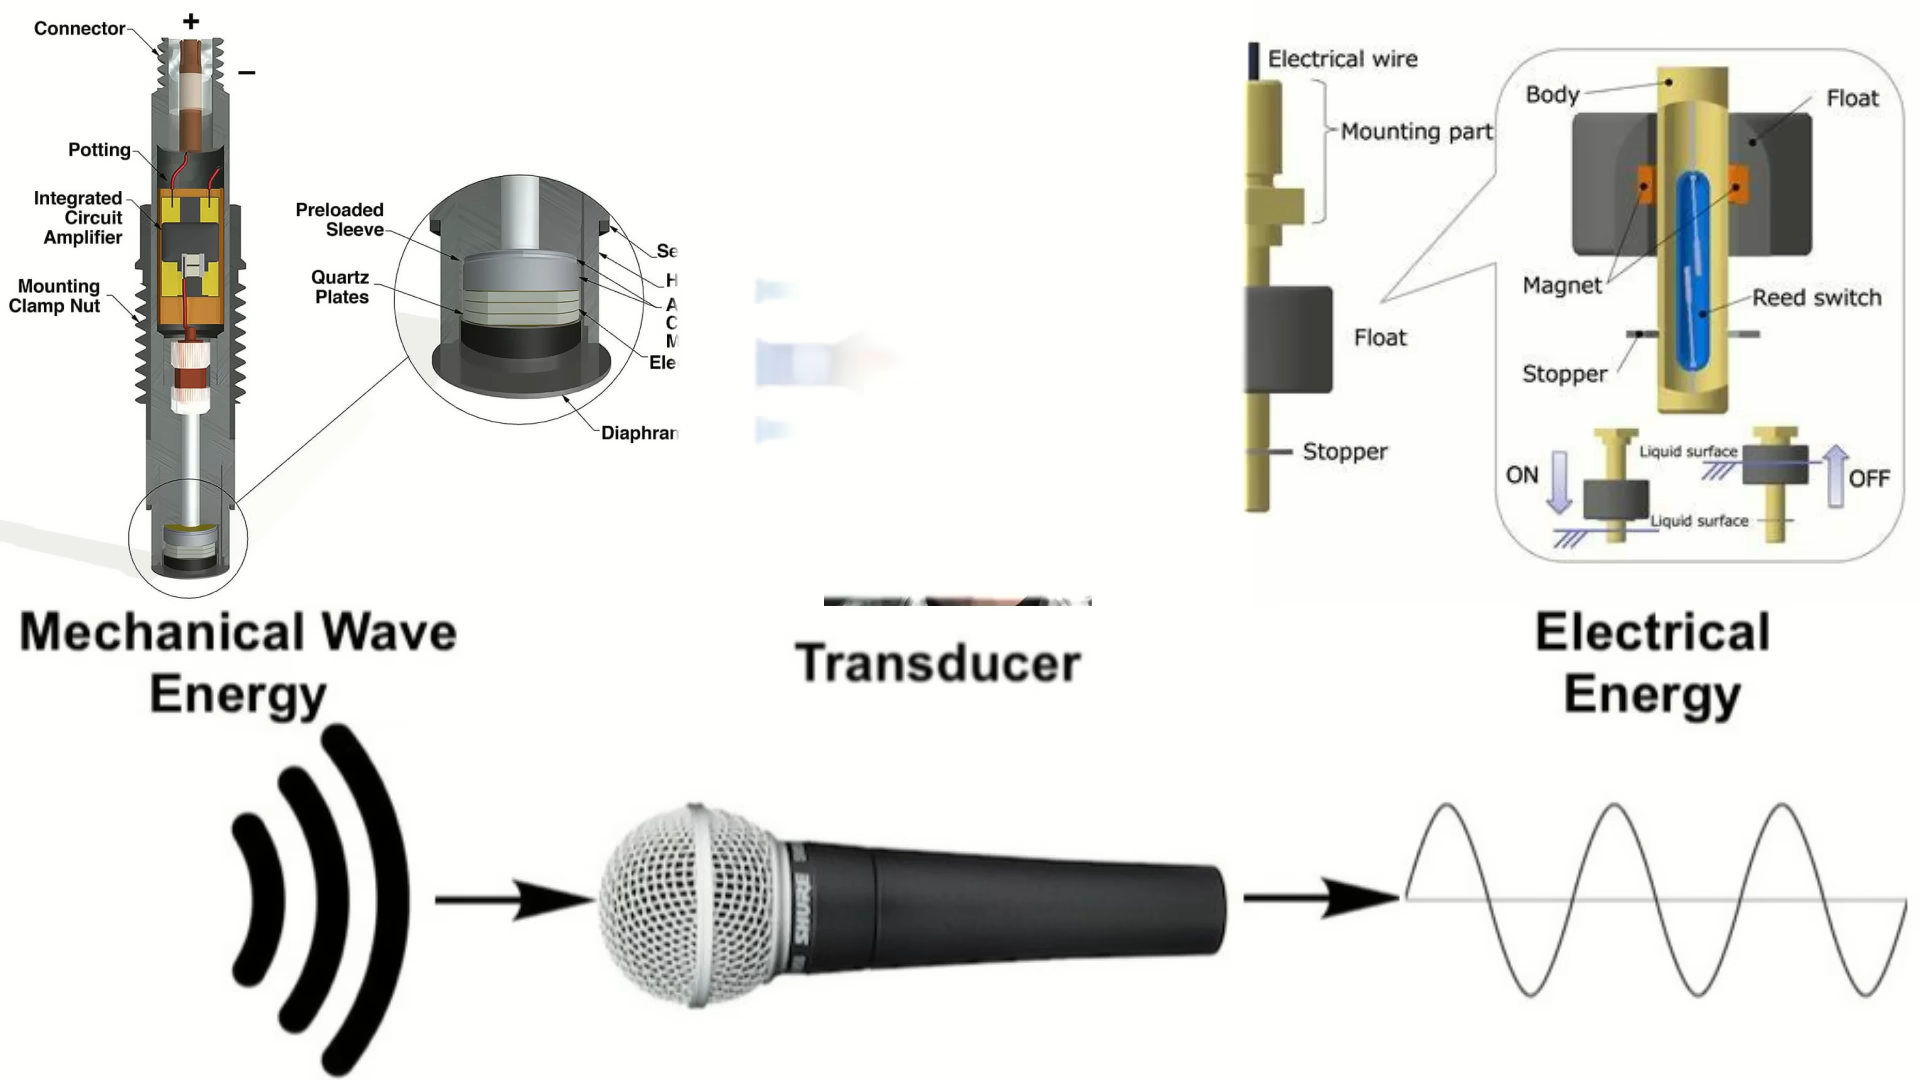 +
Connector
–
Potting
Integrated
Circuit
Amplifier
Mounting
Clamp Nut
Preloaded
Sleeve
Quartz
Plates
Se
H
A
C
M
Ele
Diaphran
Electrical wire
Mounting part
Float
Stopper
Body
Float
Magnet
Reed switch
Stopper
ON
Liquid surface
OFF
Liquid surface
Mechanical Wave
Energy
Transducer
Electrical
Energy
SHURE